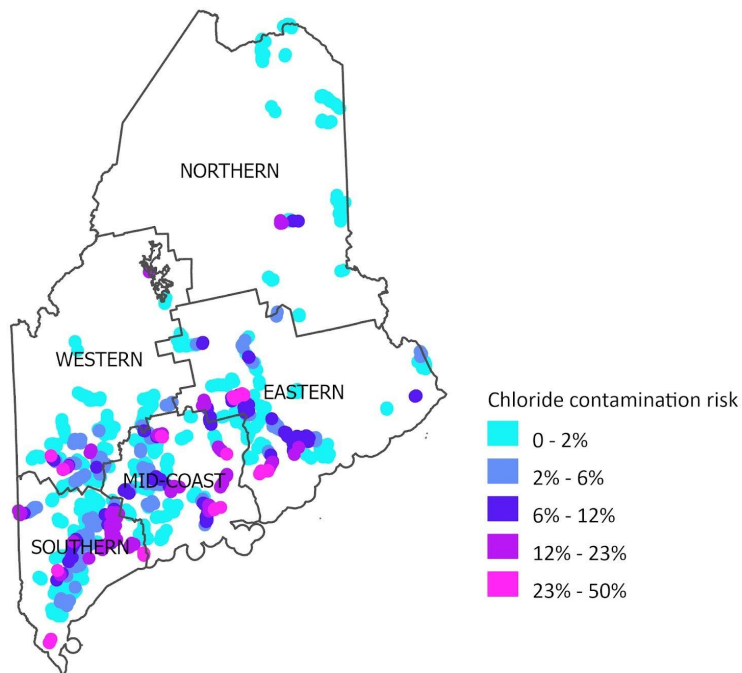 NORTHERN
WESTERN
EASTERN
Chloride contamination risk
0 - 2%
2% - 6%
6% - 12%
12% - 23%
23% - 50%
MID-COAST
SOUTHERN